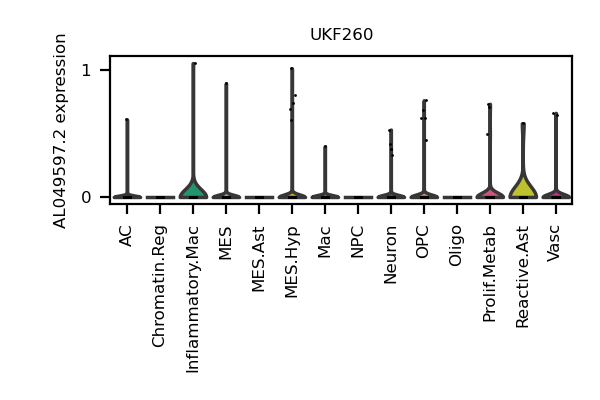 UKF260
AL049597.2 expression
1
0
AC
Chromatin.Reg
Inflammatory.Mac
MES
MES.Ast
MES.Hyp
Mac
NPC
Neuron
OPC
Oligo
Prolif.Metab
Reactive.Ast
Vasc